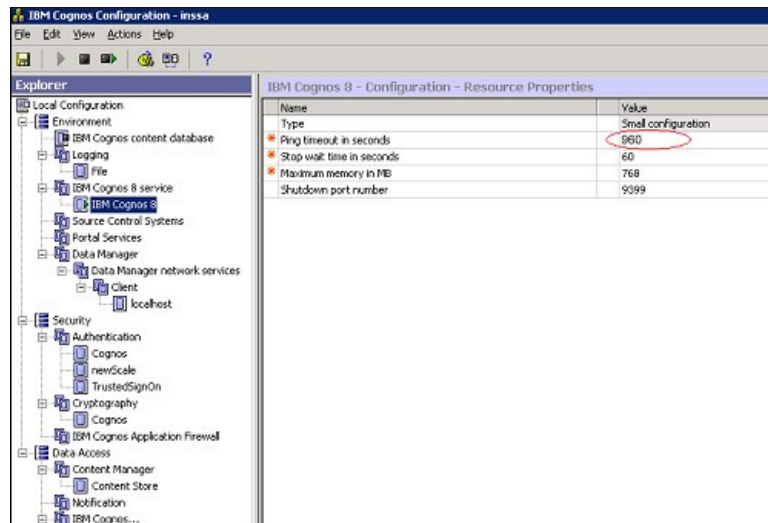 IBM Cognos Configuration - inssa
File Edit View Actions Help
?
Explorer
Local Configuration
Environment
IBM Cognos content database
Logging
File
IBM Cognos 8 service
IBM Cognos 8
Source Control Systems
Portal Services
Data Manager
Data Manager network services
Client
localhost
Security
Authentication
Cognos
newScale
TrustedSignOn
Cryptography
Cognos
IBM Cognos Application Firewall
Data Access
Content Manager
Content Store
Notification
IBM Cognos...
IBM Cognos 8 - Configuration - Resource Properties
Name Value
Type Small configuration
* Ping timeout in seconds 960
* Stop wait time in seconds 60
* Maximum memory in MB 768
Shutdown port number 9399